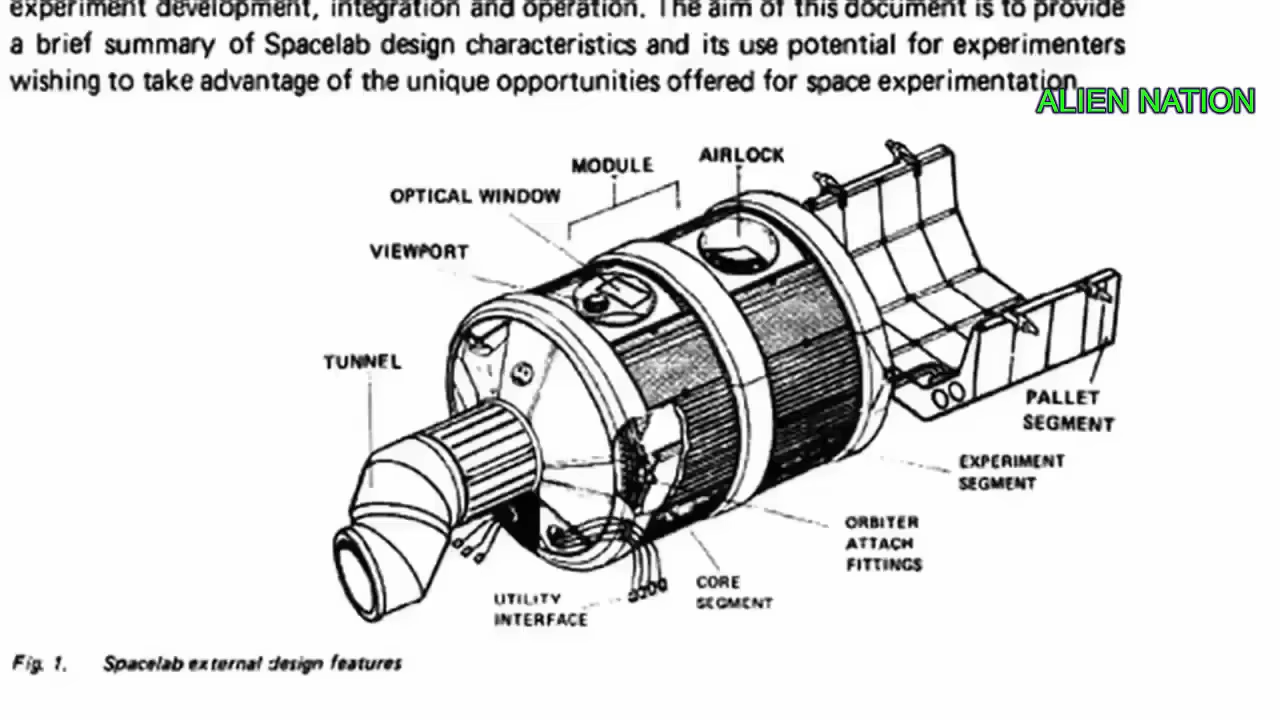 experiment development, integration and operation. The aim of this document is to provide
a brief summary of Spacelab design characteristics and its use potential for experimenters
wishing to take advantage of the unique opportunities offered for space experimentation
ALIEN NATION
AIRLOCK
MODULE
OPTICAL WINDOW
VIEWPORT
TUNNEL
PALLET
SEGMENT
EXPERIMENT
SEGMENT
ORBITER
ATTACH
FITTINGS
CORE
SEGMENT
UTILITY
INTERFACE
Fig. 1. Spacelab external design features